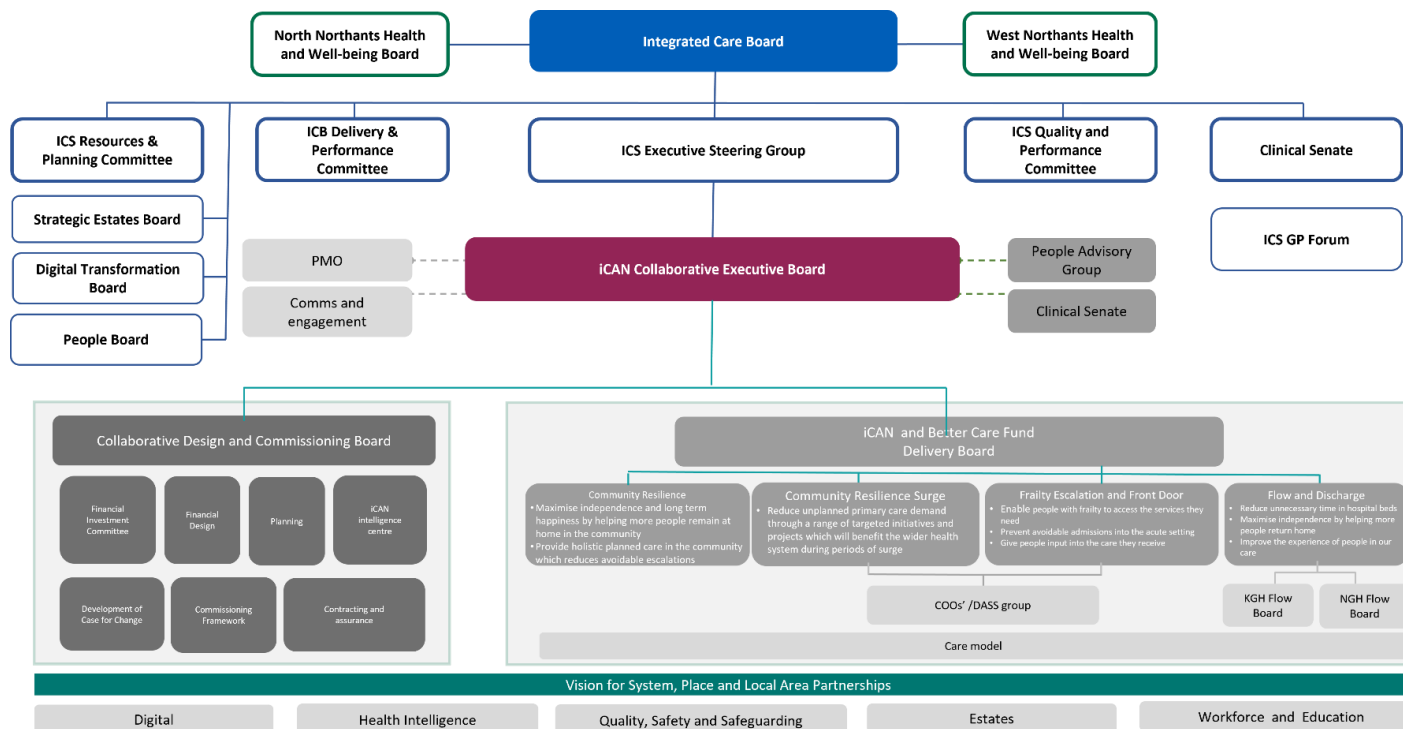 North Northants Health
and Well-being Board
Integrated Care Board
West Northants Health
and Well-being Board
ICS Resources &
Planning Committee
ICB Delivery &
Performance
Committee
ICS Executive Steering Group
ICS Quality and
Performance
Committee
Clinical Senate
Strategic Estates Board
Digital Transformation
Board
People Board
ICS GP Forum
PMO
Comms and
engagement
iCAN Collaborative Executive Board
People Advisory
Group
Clinical Senate
Collaborative Design and Commissioning Board
Financial
Investment
Committee
Financial
Design
Planning
iCAN
intelligence
centre
Development of
Case for Change
Commissioning
Framework
Contracting and
assurance
iCAN and Better Care Fund
Delivery Board
Community Resilience
• Maximise independence and long term
happiness by helping more people remain at
home in the community
• Provide holistic planned care in the community
which reduces avoidable escalations
Community Resilience Surge
• Reduce unplanned primary care demand
through a range of targeted initiatives and
projects which will benefit the wider health
system during periods of surge
Frailty Escalation and Front Door
• Enable people with frailty to access the services they
need
• Prevent avoidable admissions into the acute setting
• Give people input into the care they receive
Flow and Discharge
• Reduce unnecessary time in hospital beds
• Maximise independence by helping more
people return home
• Improve the experience of people in our
care
COOs' /DASS group
KGH Flow
Board
NGH Flow
Board
Care model
Vision for System, Place and Local Area Partnerships
Digital
Health Intelligence
Quality, Safety and Safeguarding
Estates
Workforce and Education